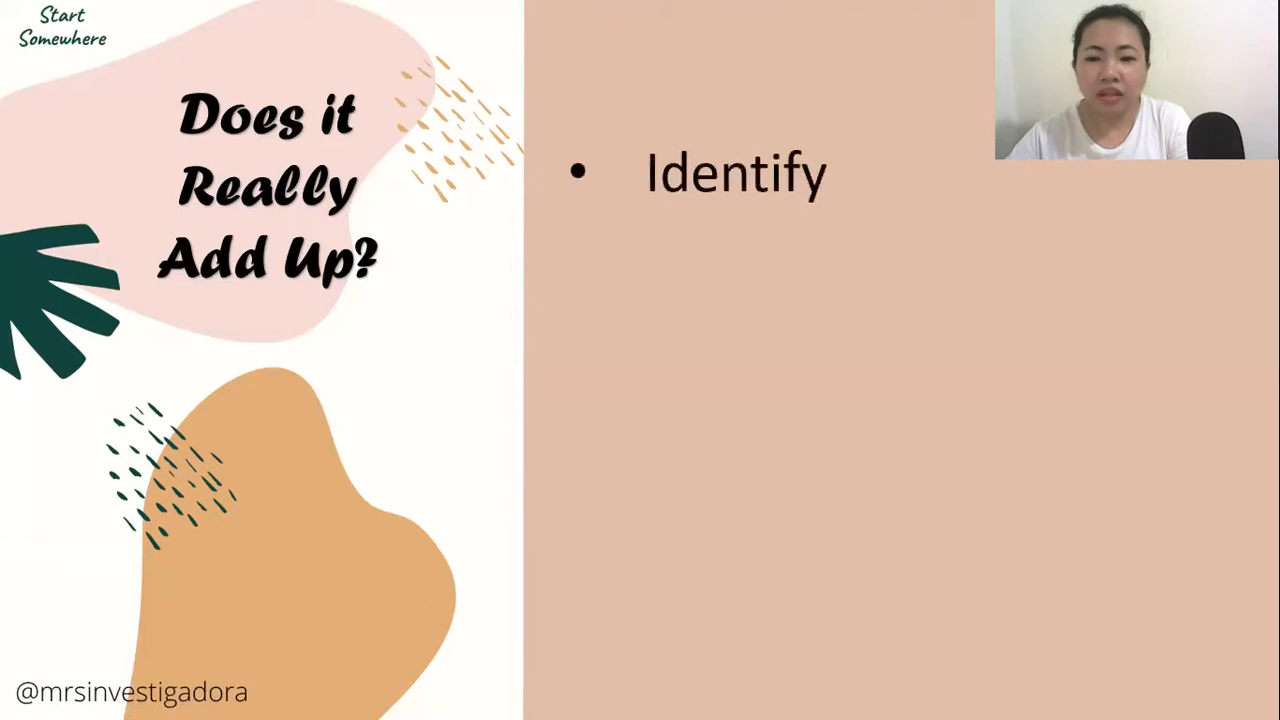 Start
Somewhere
Does it
Really
Add Up?
• Identify
@mrsinvestigadora